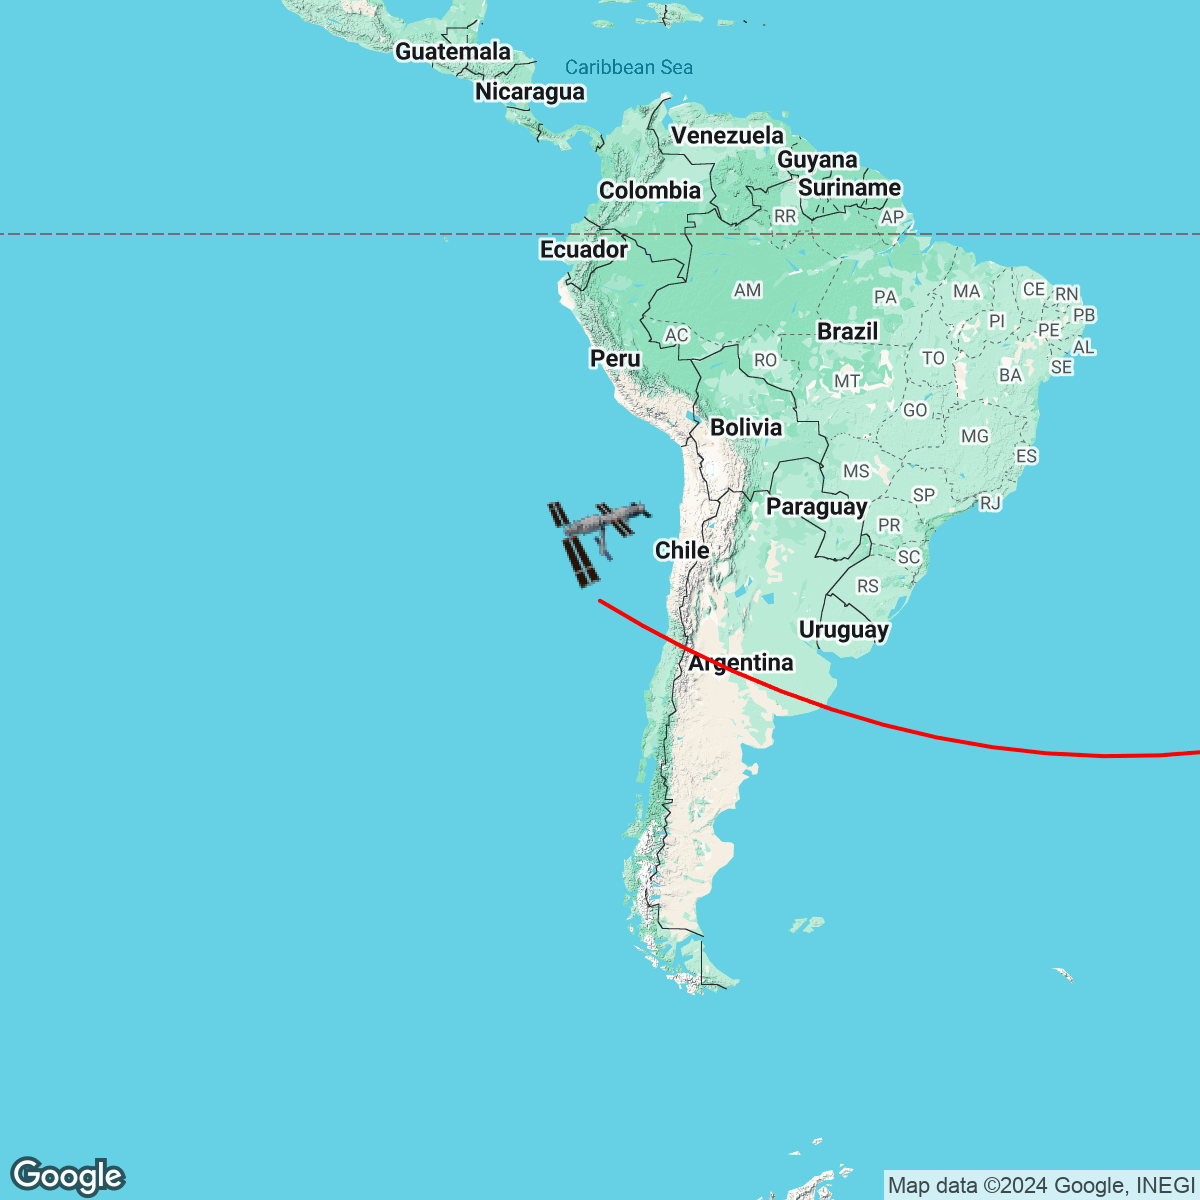 Guatemala
Caribbean Sea
Nicaragua
Venezuela
Guyana
Colombia
Suriname
RR
AP
Ecuador
AM
PA
MA
CE
RN
PB
PI
PE
Brazil
AC
AL
Peru
RO
TO
SE
MT
BA
GO
Bolivia
MG
ES
MS
SP
RJ
Paraguay
PR
Chile
SC
RS
Uruguay
Argentina
Google
Map data ©2024 Google, INEGI